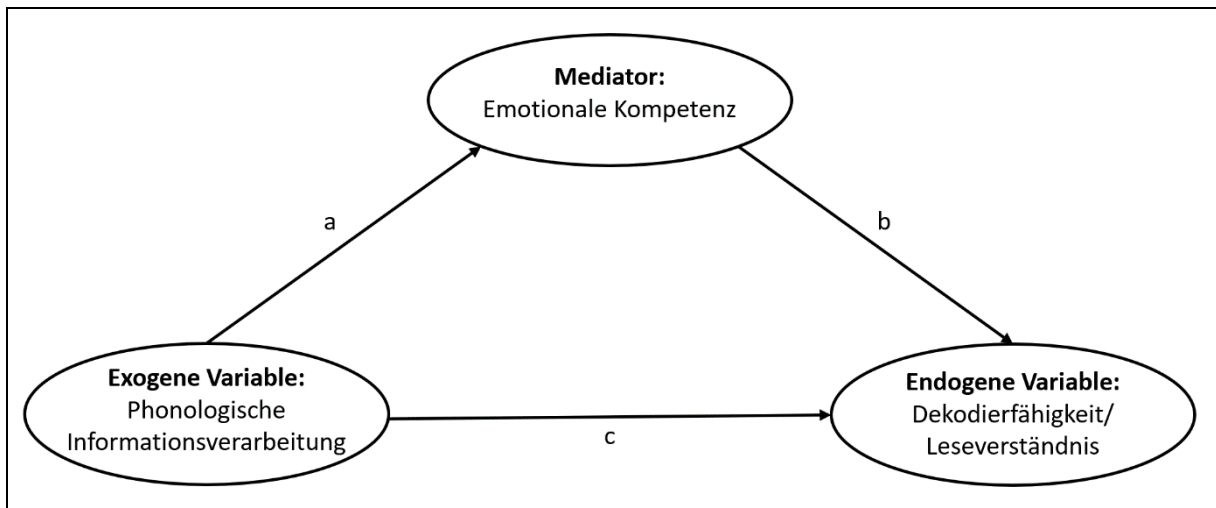 Mediator:
Emotionale Kompetenz
a
b
Exogene Variable:
Phonologische
Informationsverarbeitung
c
Endogene Variable:
Dekodierfähigkeit/
Leseverständnis